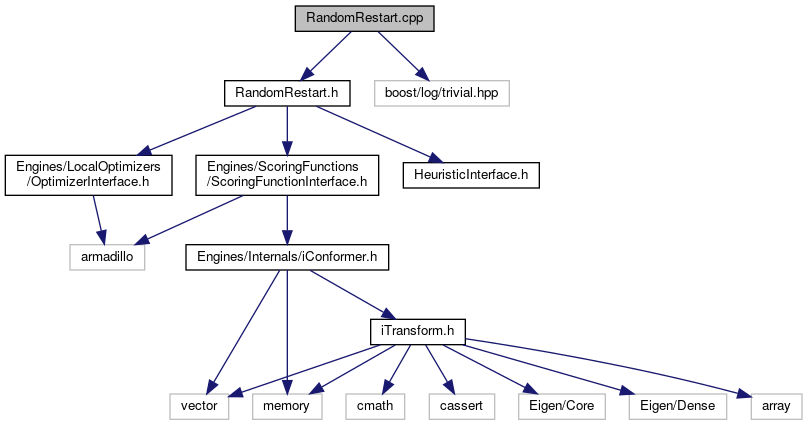 RandomRestart.cpp
RandomRestart.h
boost/log/trivial.hpp
Engines/LocalOptimizers
/OptimizerInterface.h
Engines/ScoringFunctions
/ScoringFunctionInterface.h
HeuristicInterface.h
armadillo
Engines/Internals/iConformer.h
iTransform.h
vector
memory
cmath
cassert
Eigen/Core
Eigen/Dense
array